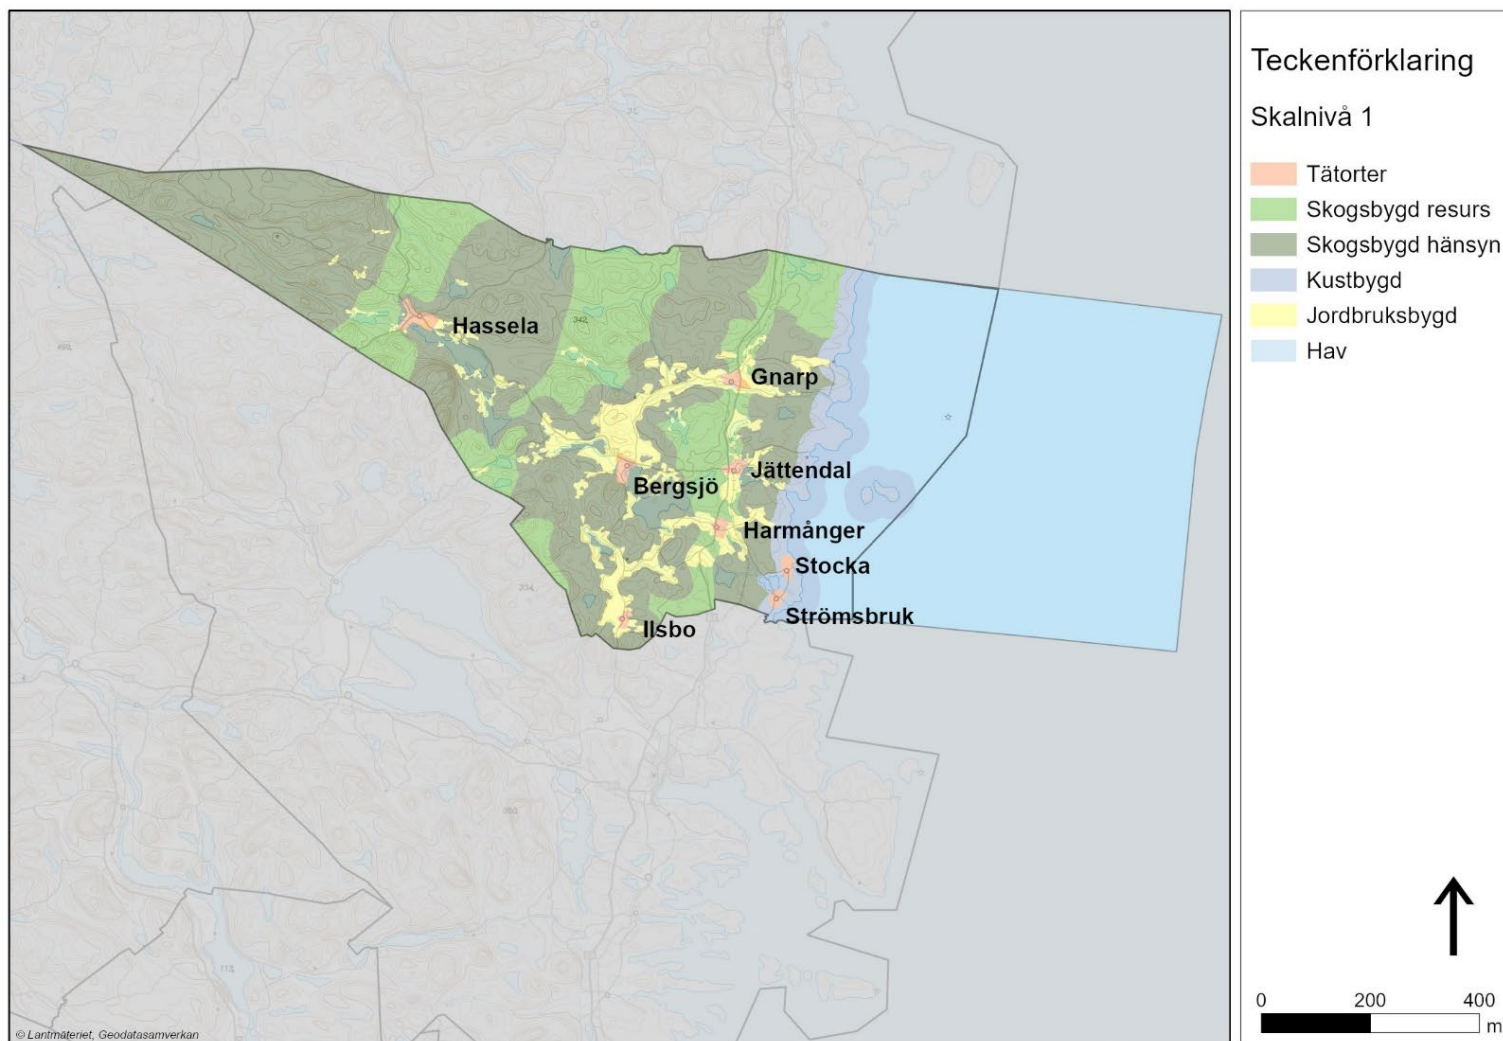 Teckenförklaring
Skalnivå 1
Tätorter
Skogsbygd resurs
Skogsbygd hänsyn
Kustbygd
Jordbruksbygd
Hav
Hassela
Gnarp
Bergsjö
Jättendal
Harmånger
Stocka
Strömsbruk
Ilsbo
0 200 400
m
© Lantmäteriet, Geodatasamverkan